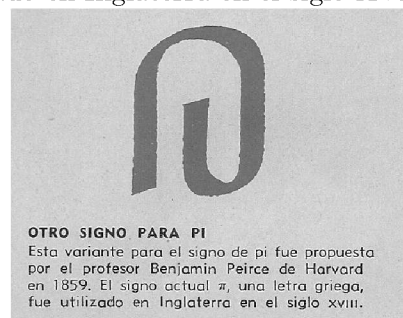 OTRO SIGNO PARA PI
Esta variante para el signo de pi fue propuesta
por el profesor Benjamin Peirce de Harvard
en 1859. El signo actual π, una letra griega,
fue utilizado en Inglaterra en el siglo XVIII.